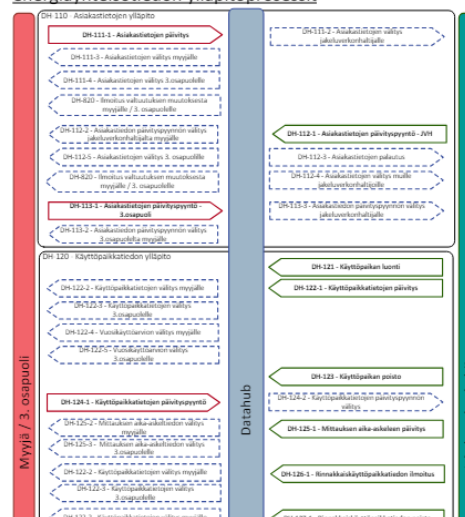 DH-110 - Asiakastietojen ylläpito
DH-111-1 - Asiakastietojen päivitys
DH-111-2 - Asiakastietojen välitys
jakeluverkonhaltijalle
DH-111-3 - Asiakastietojen välitys myyjälle
DH-111-4 - Asiakastietojen välitys 3.osapuolelle
DH-820 - Ilmoitus valtuutuksen muutoksesta
myyjälle / 3. osapuolelle
DH-112-2 - Asiakastiedon päivityspyynnön välitys
jakeluverkonhaltijalta myyjälle
DH-112-1 - Asiakastietojen päivityspyyntö - JVH
DH-112-5 - Asiakastietojen välitys 3. osapuolille
DH-112-3 - Asiakastietojen palautus
DH-820 - Ilmoitus valtuutuksen muutoksesta
myyjälle / 3. osapuolelle
DH-112-4 - Asiakastietojen välitys muille
jakeluverkonhaltijoille
DH-113-1 - Asiakastietojen päivityspyyntö -
3.osapuoli
DH-113-3 - Asiakastiedon päivityspyynnön välitys
jakeluverkonhaltijalle
DH-113-2 - Asiakastiedon päivityspyynnön välitys
3.osapuolelta myyjälle
DH-120 - Käyttöpaikkatiedon ylläpito
DH-121 - Käyttöpaikan luonti
DH-122-2 - Käyttöpaikkatietojen välitys myyjälle
DH-122-1 - Käyttöpaikkatietojen päivitys
DH-122-3 - Käyttöpaikkatietojen välitys
3.osapuolelle
DH-122-4 - Vuosikäyttöarvion välitys myyjälle
DH-122-5 - Vuosikäyttöarvion välitys
3.osapuolelle
DH-123 - Käyttöpaikan poisto
DH-124-1 - Käyttöpaikkatietojen päivityspyyntö
DH-124-2 - Käyttöpaikkatietojen päivityspyynnön
välitys
DH-125-2 - Mittauksen aika-askeltiedon välitys
myyjälle
DH-125-1 - Mittauksen aika-askeleen päivitys
DH-125-3 - Mittauksen aika-askeltiedon välitys
3.osapuolelle
DH-122-2 - Käyttöpaikkatietojen välitys myyjälle
DH-126-1 - Rinnakkaiskäyttöpaikkatiedon ilmoitus
DH-122-3 - Käyttöpaikkatietojen välitys
3.osapuolelle
Myyjä / 3. osapuoli
Datahub